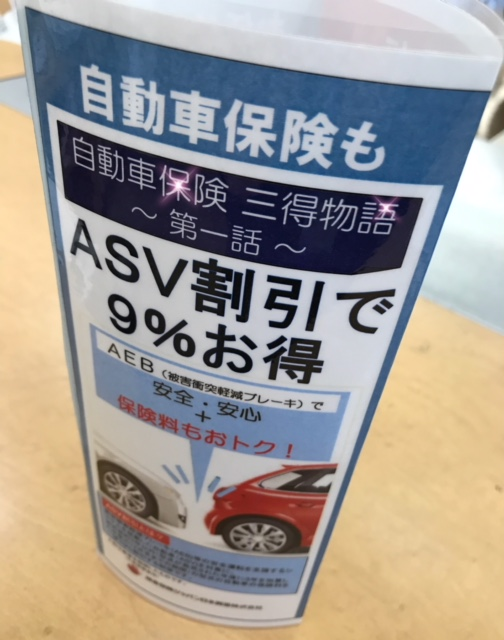 自動車保険も
自動車保険 三得物語
～ 第一話 ～
ASV割引で
9%お得
AEB（被害衝突軽減ブレーキ）で
安全・安心
+
保険料もおトク！